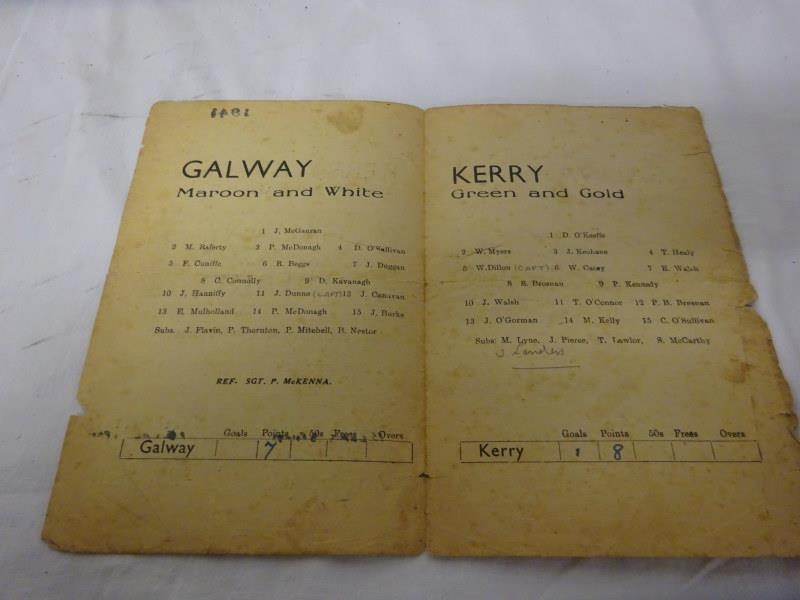 1941
GALWAY
Maroon and White
1 J. McGauran
2 M. Raferty 3 P. McDonagh 4 D. O'Sullivan
5 F. Cuniffe 6 R. Beggs 7 J. Duggan
8 C. Connolly 9 D. Kavanagh
10 J. Hanniffy 11 J. Dunne (CAPT) 13 J. Canavan
13 E. Mulholland 14 P. McDonagh 15 J. Burke
Subs. J. Flavin, P. Thornton, P. Mitchell, B. Nestor
REF- SGT. P. McKENNA.
Goals Points 50s Frees Overs
Galway 7
KERRY
Green and Gold
1 D. O'Keeffe
2 W. Myers 3 J. Keohane 4 T. Healy
5 W. Dillon (CAPT) 6 W. Casey 7 E. Walsh
8 S. Brosnan 9 P. Kennedy
10 J. Walsh 11 T. O'Connor 12 P.B. Brosnan
13 J. O'Gorman 14 M. Kelly 15 C. O'Sullivan
Subs: M. Lyne, J. Pierce, T. Lawlor, S. McCarthy
J Landers
Goals Points 50s Frees Overs
Kerry 1 8